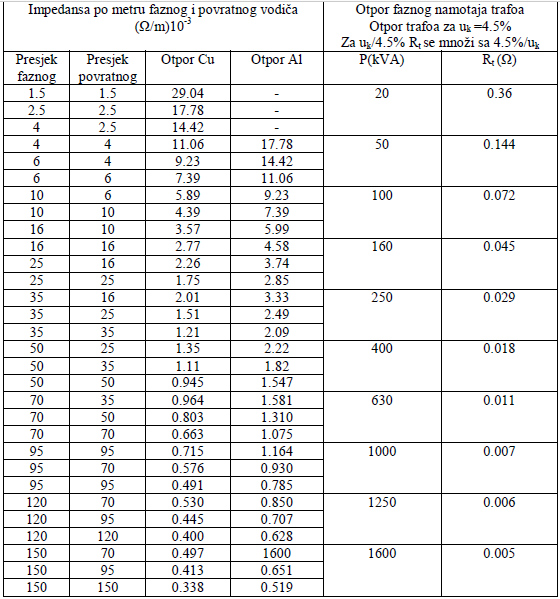 Impedansa po metru faznog i povratnog vodiča
(Ω/m)10-3
Otpor faznog namotaja trafoa
Otpor trafoa za uk =4.5%
Za uk/4.5% Rt se množi sa 4.5%/uk
Presjek faznog Presjek povratnog Otpor Cu Otpor A1 P(kVA) Rt (Ω)
1.5 1.5 29.04 - 20 0.36
2.5 2.5 17.78 -
4 2.5 14.42 -
4 4 11.06 17.78 50 0.144
6 4 9.23 14.42
6 6 7.39 11.06
10 6 5.89 9.23 100 0.072
10 10 4.39 7.39
16 10 3.57 5.99
16 16 2.77 4.58 160 0.045
25 16 2.26 3.74
25 25 1.75 2.85
35 16 2.01 3.33 250 0.029
35 25 1.51 2.49
35 35 1.21 2.09
50 25 1.35 2.22 400 0.018
50 35 1.11 1.82
50 50 0.945 1.547
70 35 0.964 1.581 630 0.011
70 50 0.803 1.310
70 70 0.663 1.075
95 95 0.715 1.164 1000 0.007
95 70 0.576 0.930
95 95 0.491 0.785
120 70 0.530 0.850 1250 0.006
120 95 0.445 0.707
120 120 0.400 0.628
150 70 0.497 1600 1600 0.005
150 95 0.413 0.651
150 150 0.338 0.519